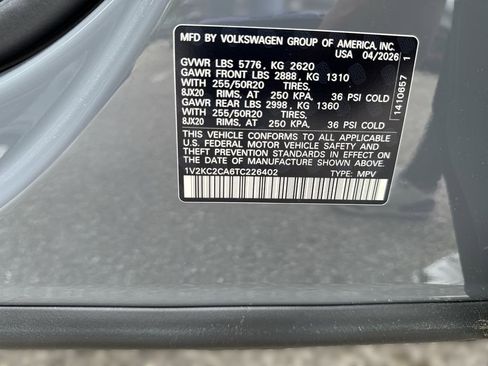 MFD BY VOLKSWAGEN GROUP OF AMERICA, INC.
USA 04/2026
GVWR LBS 5776, KG 2620
GAWR FRONT LBS 2888, KG 1310
WITH 255/50R20 TIRES,
8JX20 RIMS, AT 250 KPA, 36 PSI COLD
GAWR REAR LBS 2998, KG 1360
WITH 255/50R20 TIRES,
8JX20 RIMS, AT 250 KPA, 36 PSI COLD
THIS VEHICLE CONFORMS TO ALL APPLICABLE
U.S. FEDERAL MOTOR VEHICLE SAFETY
AND THEFT PREVENTION STANDARDS IN EFFECT
ON THE DATE OF MANUFACTURE SHOWN ABOVE.
1V2KC2CA6TC226402 TYPE: MPV
1410657 1